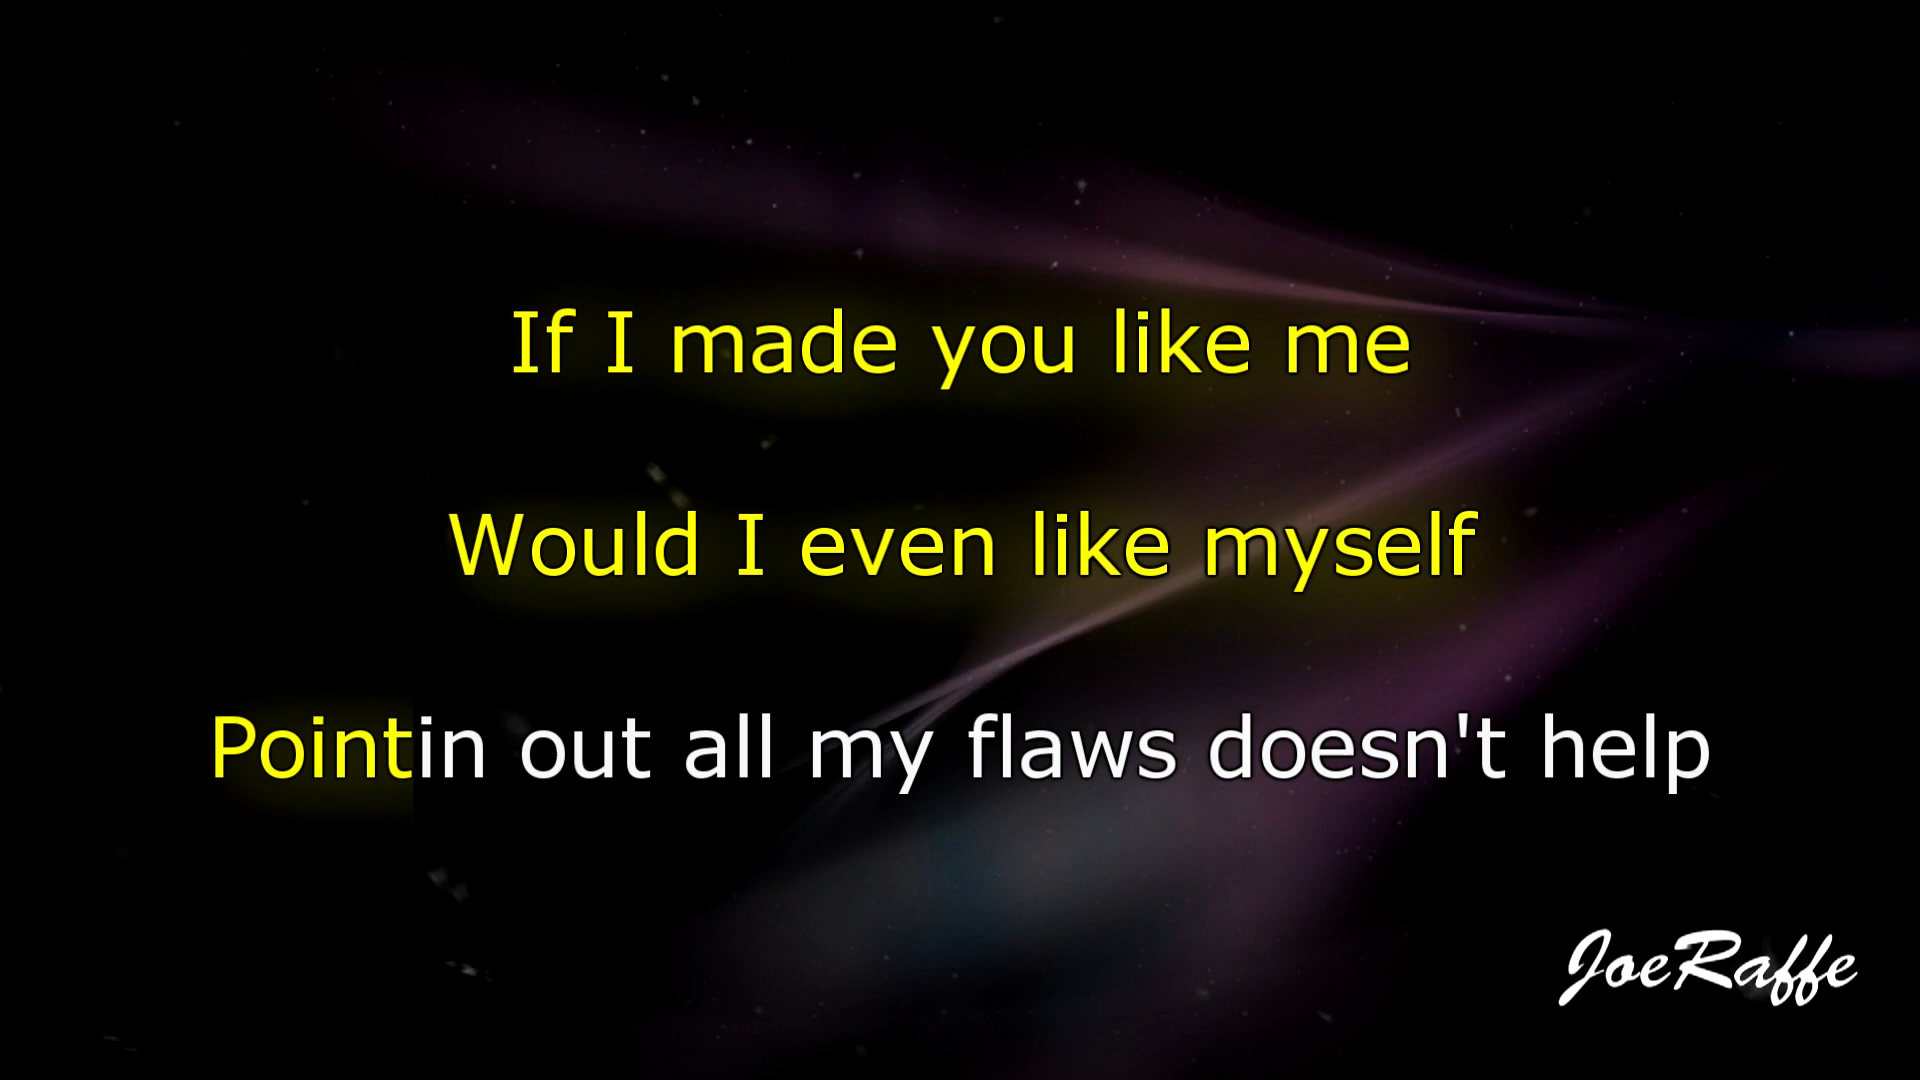 If I made you like me
Would I even like myself
Pointin out all my flaws doesn't help
JoeRaffe